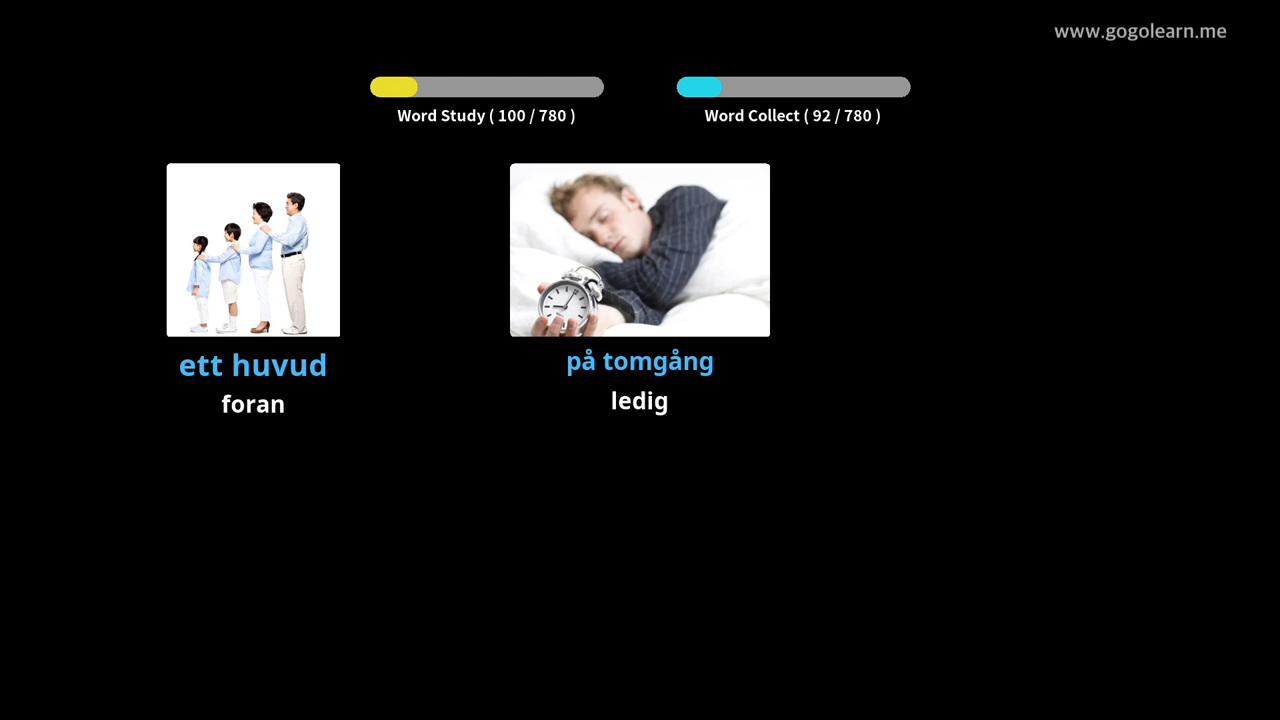 www.gogolearn.me
Word Study ( 100 / 780 )
Word Collect ( 92 / 780 )
ett huvud
foran
på tomgång
ledig